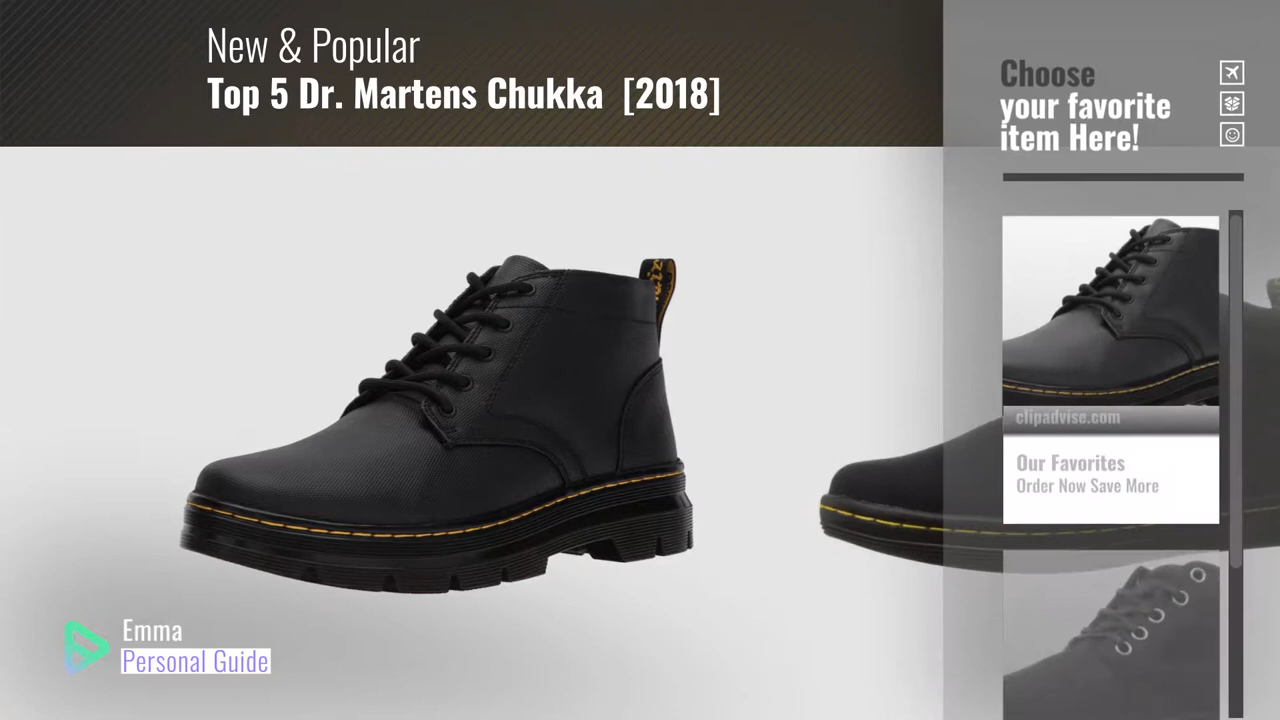 New & Popular
Top 5 Dr. Martens Chukka [2018]
Choose
your favorite
item Here!
clipadvise.com
Our Favorites
Order Now Save More
Emma
Personal Guide